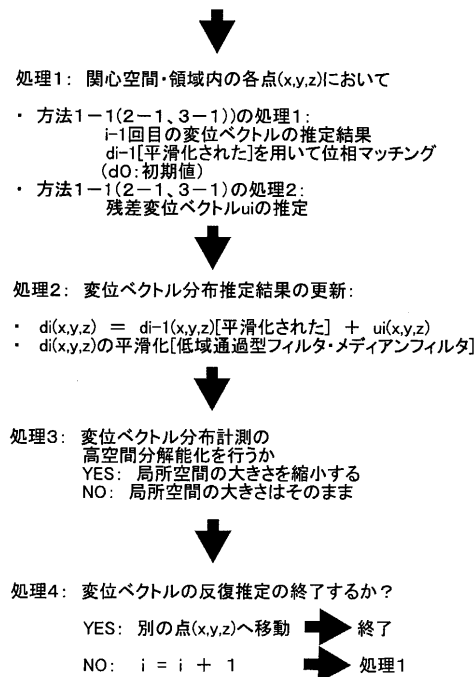 処理1: 関心空間・領域内の各点(x,y,z)において
・ 方法1-1(2-1、3-1))の処理1:
i-1回目の変位ベクトルの推定結果
di-1[平滑化された]を用いて位相マッチング
(d0:初期値)
・ 方法1-1(2-1、3-1)の処理2:
残差変位ベクトルuiの推定
処理2: 変位ベクトル分布推定結果の更新:
・ di(x,y,z) = di-1(x,y,z)[平滑化された] + ui(x,y,z)
・ di(x,y,z)の平滑化[低域通過型フィルタ・メディアンフィルタ]
処理3: 変位ベクトル分布計測の
高空間分解能化を行うか
YES: 局所空間の大きさを縮小する
NO: 局所空間の大きさはそのまま
処理4: 変位ベクトルの反復推定の終了するか?
YES: 別の点(x,y,z)へ移動 終了
NO: i = i + 1 処理1